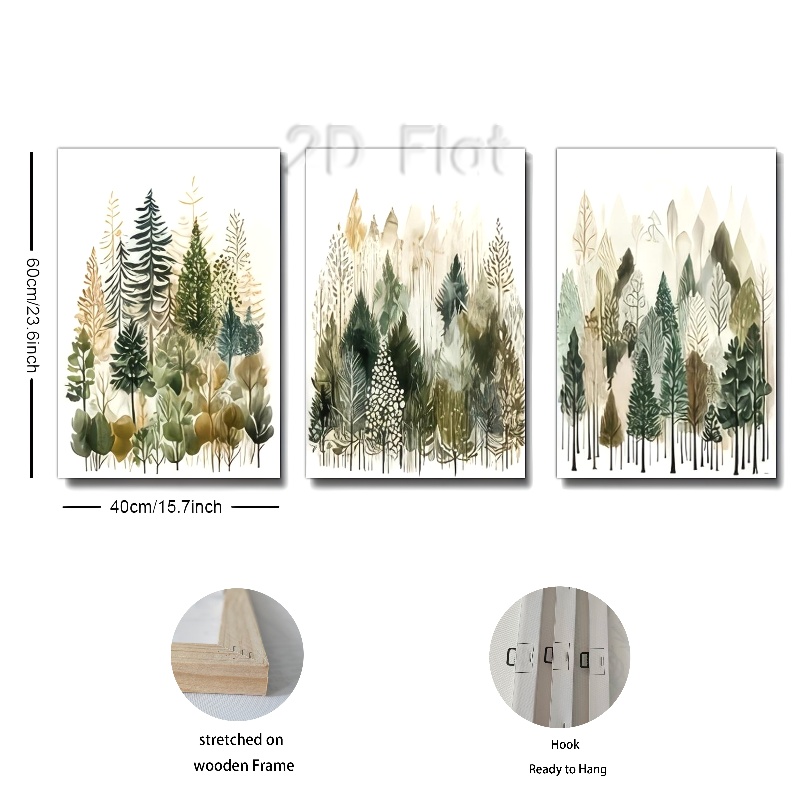 2D Flat
60cm/23.6inch
40cm/15.7inch
stretched on
wooden Frame
Hook
Ready to Hang